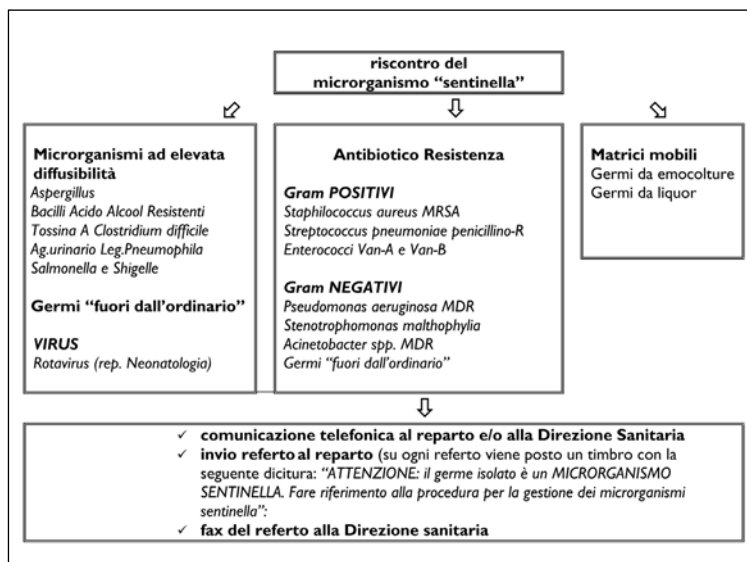 riscontro del
microrganismo “sentinella”
Microrganismi ad elevata
diffusibilità
Aspergillus
Bacilli Acido Alcool Resistenti
Tossina A Clostridium difficile
Ag.urinario Leg.Pneumophila
Salmonella e Shigelle
Germi “fuori dall’ordinario”
VIRUS
Rotavirus (rep. Neonatologia)
Antibiotico Resistenza
Gram POSITIVI
Staphilococcus aureus MRSA
Streptococcus pneumoniae penicillino-R
Enterococi Van-A e Van-B
Gram NEGATIVI
Pseudomonas aeruginosa MDR
Stenotrophomonas malthophylia
Acinetobacter spp. MDR
Germi “fuori dall’ordinario”
Matrici mobili
Germi da emocolture
Germi da liquor
✓ comunicazione telefonica al reparto e/o alla Direzione Sanitaria
✓ invio referto al reparto (su ogni referto viene posto un timbro con la
seguente dicitura: “ATTENZIONE: il germe isolato è un MICRORGANISMO
SENTINELLA. Fare riferimento alla procedura per la gestione dei microrgnismi
sentinella”:
✓ fax del referto alla Direzione sanitaria